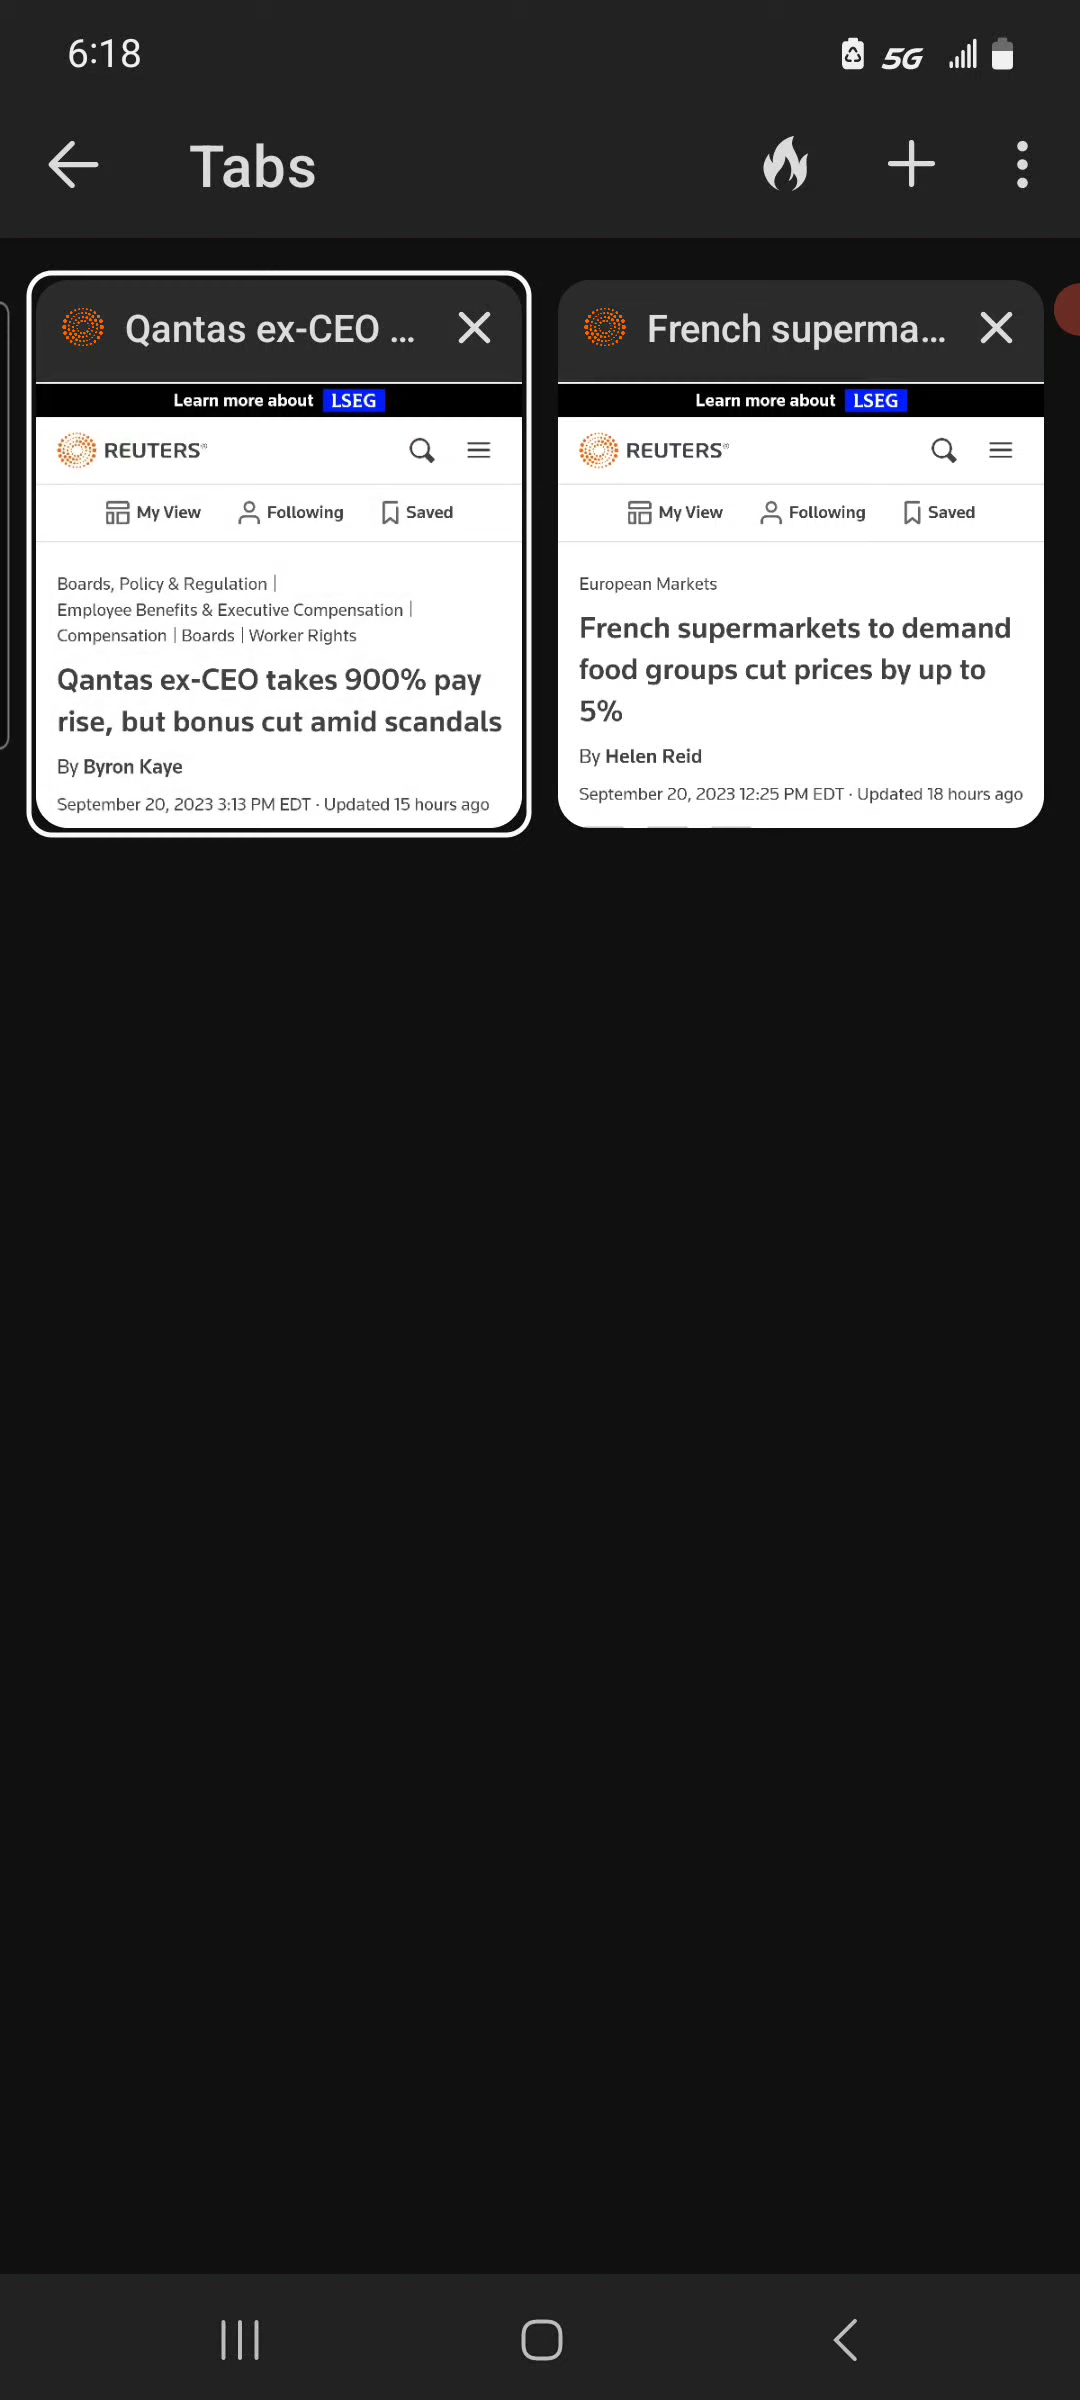 6:18
5G
Tabs
Qantas ex-CEO ...
Learn more about LSEG
REUTERS®
My View Following Saved
Boards, Policy & Regulation |
Employee Benefits & Executive Compensation |
Compensation | Boards | Worker Rights
Qantas ex-CEO takes 900% pay
rise, but bonus cut amid scandals
By Byron Kaye
September 20, 2023 3:13 PM EDT · Updated 15 hours ago
French superma...
Learn more about LSEG
REUTERS®
My View Following Saved
European Markets
French supermarkets to demand
food groups cut prices by up to
5%
By Helen Reid
September 20, 2023 12:25 PM EDT · Updated 18 hours ago